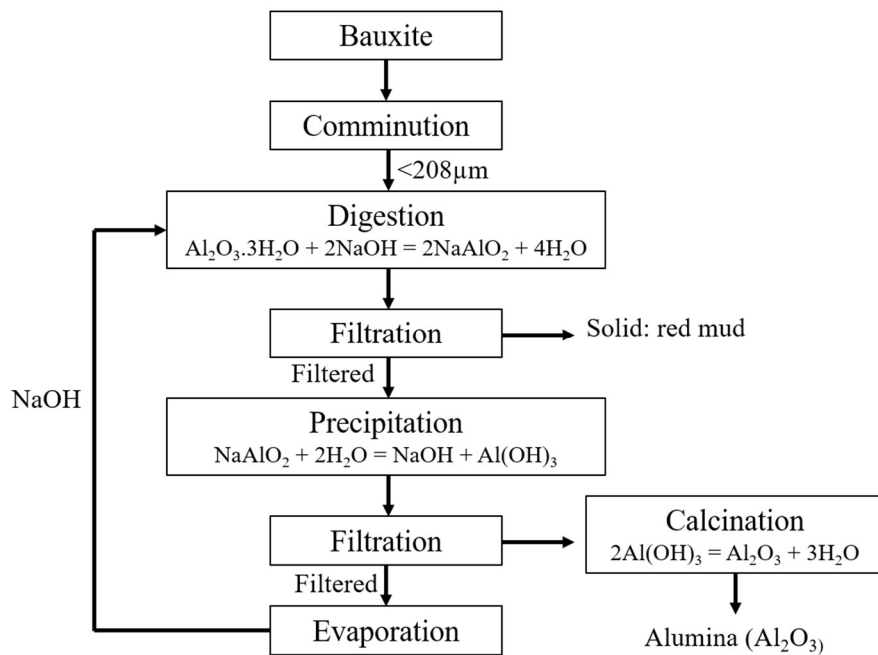 Bauxite
Comminution
<208µm
Digestion
Al₂O₃.3H₂O + 2NaOH = 2NaAlO₂ + 4H₂O
Filtration
Solid: red mud
Filtered
NaOH
Precipitation
NaAlO₂ + 2H₂O = NaOH + Al(OH)₃
Filtration
Calcination
2Al(OH)₃ = Al₂O₃ + 3H₂O
Filtered
Evaporation
Alumina (Al₂O₃)